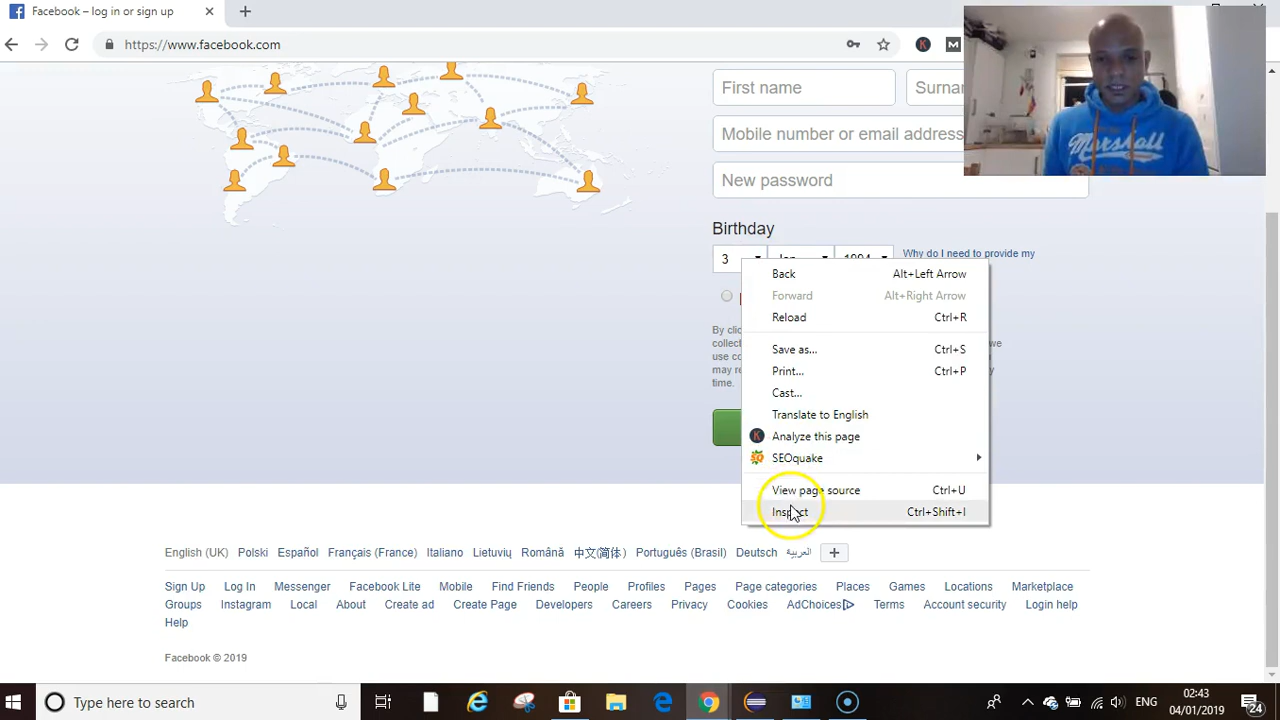 Facebook – log in or sign up
https://www.facebook.com
First name
Mobile number or email address
New password
Marshall
Birthday
3
Why do I need to provide my
Back Alt+Left Arrow
Forward Alt+Right Arrow
Reload Ctrl+R
By
Save as... Ctrl+S
we
Print... Ctrl+P
Cast...
time.
Translate to English
Analyze this page
SEOquake
View page source Ctrl+U
Inspect Ctrl+Shift+I
English (UK) Polski Español Français (France) Italiano Lietuvių Română 中文(简体) Português (Brasil) Deutsch العربية
Sign Up Log In Messenger Facebook Lite Mobile Find Friends People Profiles Pages Page categories Places Games Locations Marketplace
Groups Instagram Local About Create ad Create Page Developers Careers Privacy Cookies AdChoices Terms Account security Login help
Help
Facebook © 2019
Type here to search
ENG
02:43
04/01/2019
24